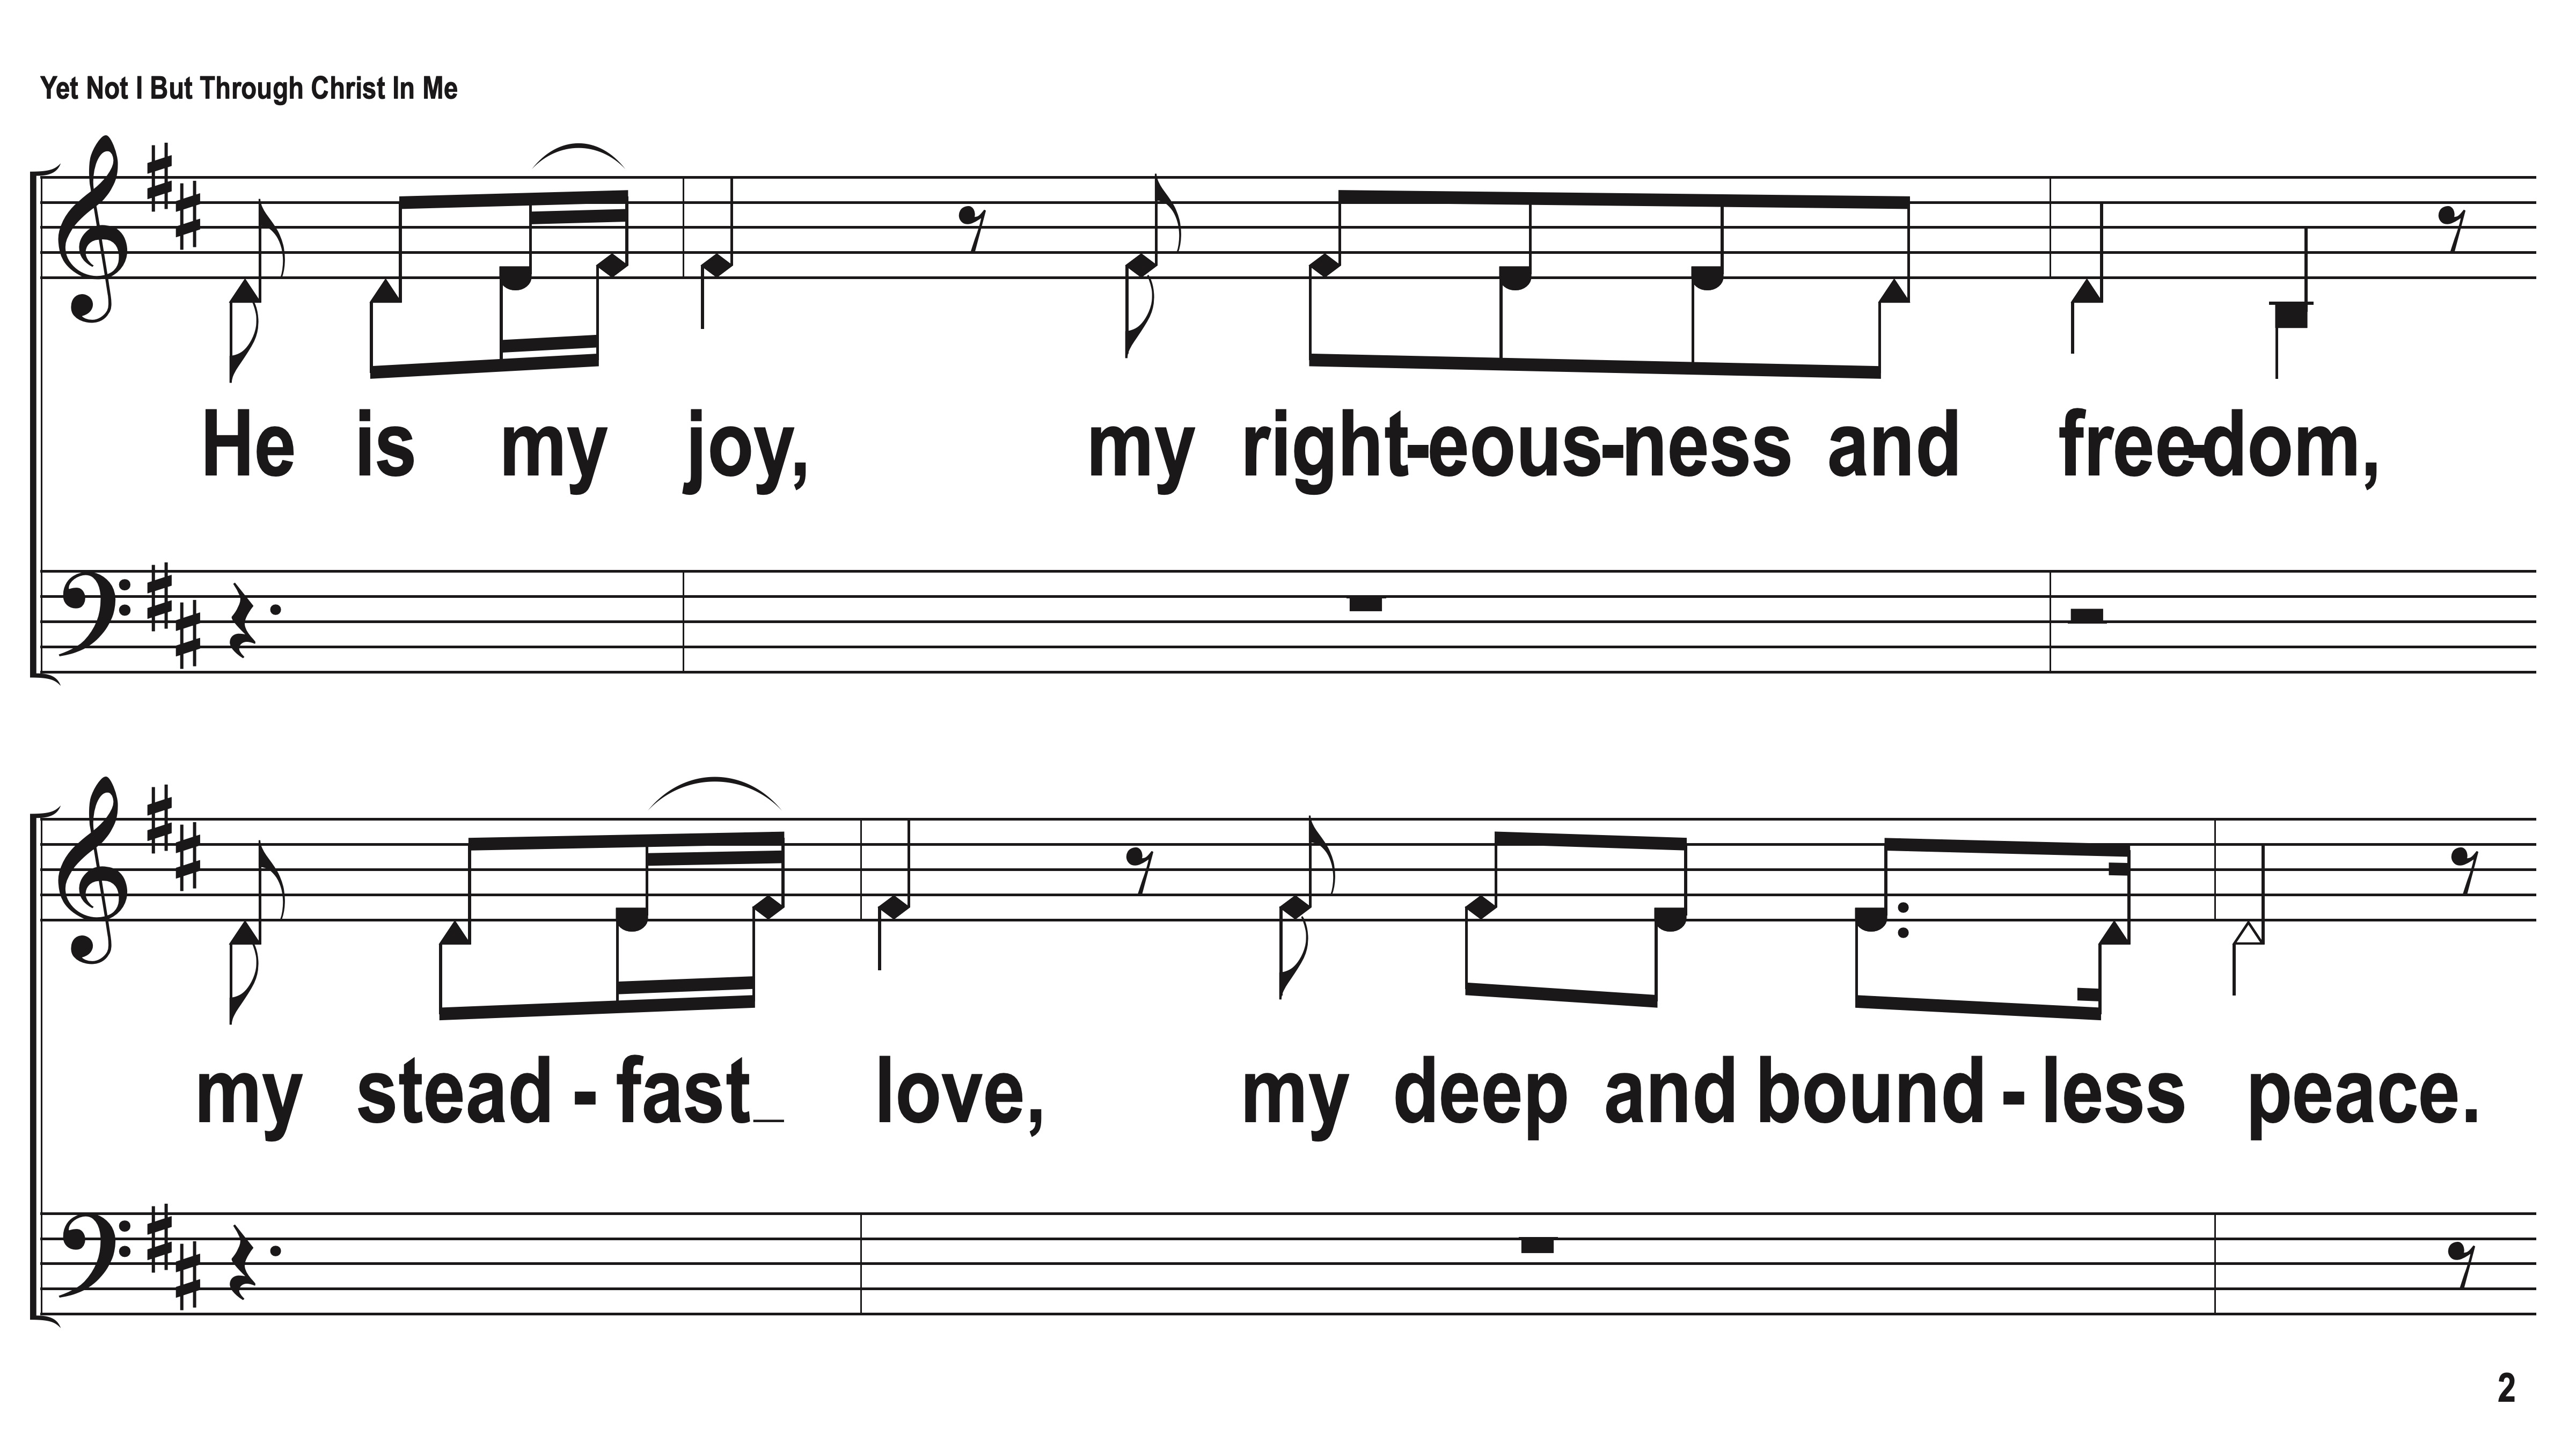 Yet Not I But Through Christ In Me
He is my joy, my right-eous-ness and free-dom,
my stead - fast_ love, my deep and bound - less peace.
2